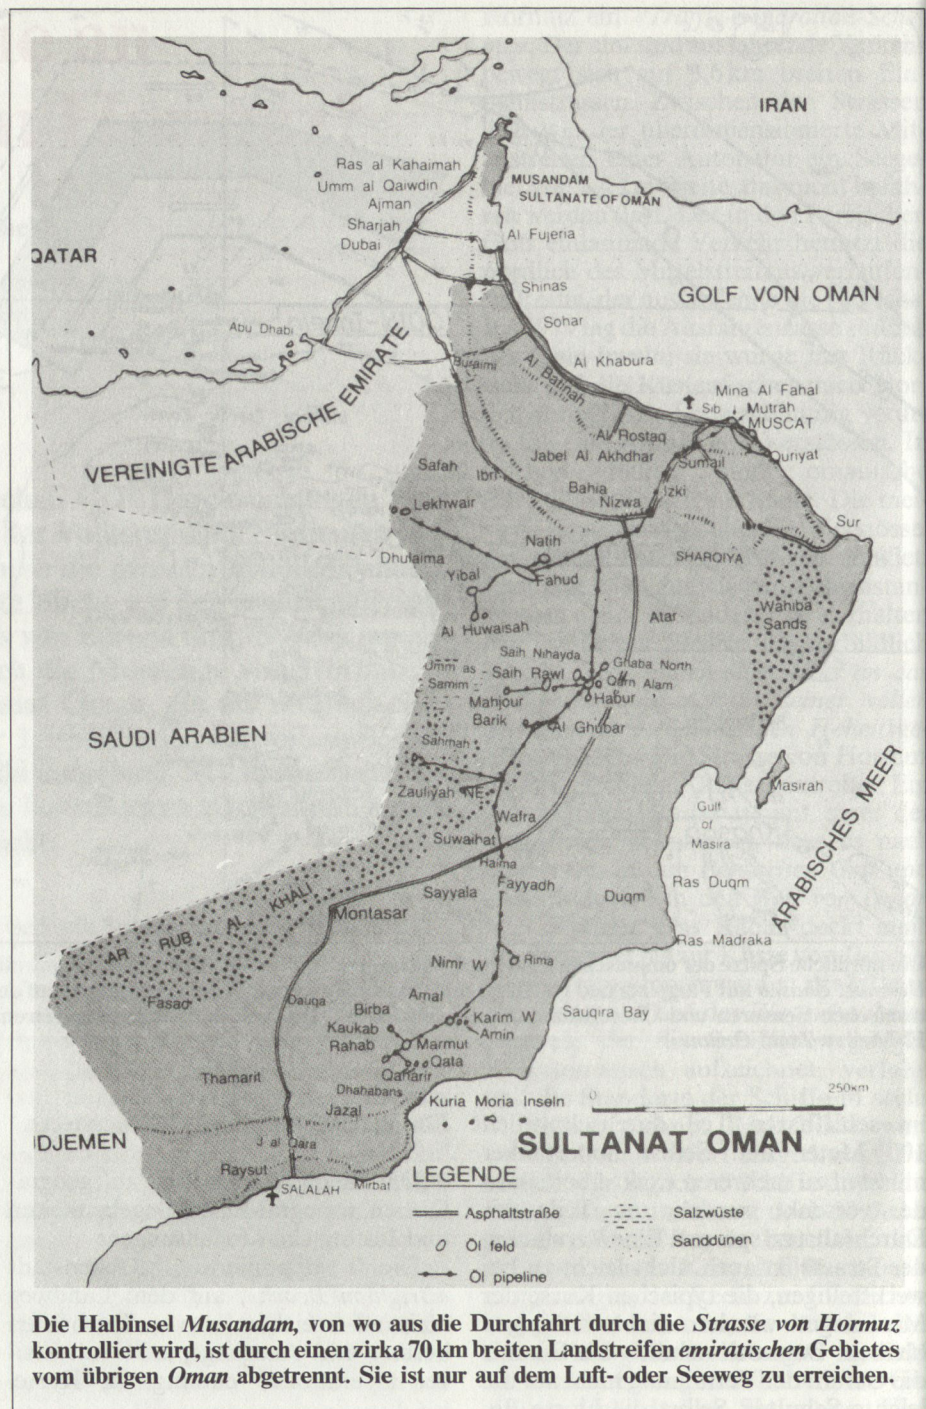 IRAN
Ras al Kahaimah
Umm al Qaiwdin
Ajman
Sharjah
Dubai
MUSANDAM
SULTANATE OF OMAN
Al Fujeria
QATAR
Shinas
GOLF VON OMAN
Abu Dhabi
Sohar
Buraimi
Al Khabura
Al Batinah
VEREINIGTE ARABISCHE EMIRATE
Mina Al Fahal
Sib
Mutrah
MUSCAT
Al Rostaq
Jabel Al Akhdhar
Sumail
Quriyat
Safah
Ibri
Bahia
Izki
Nizwa
Lekhwair
Sur
Natih
Dhulaima
SHARQIYA
Yibal
Fahud
Wahiba
Sands
Atar
Al Huwaisah
Saih Nihayda
Ghaba North
Umm as
Samim
Saih Rawl
Qarn Alam
Mahjour
Habur
Barik
Al Ghubar
SAUDI ARABIEN
Sahmah
Masirah
Zauliyah NE
Gulf
of
Masira
Wafra
Suwaihat
ARABISCHES MEER
Haima
Sayyala
Fayyadh
Ras Duqm
Duqm
AR RUB AL KHALI
Montasar
Ras Madraka
Nimr W
Rima
Fasad
Dauqa
Amal
Birba
Karim W
Sauqira Bay
Kaukab
Amin
Rahab
Marmut
Qata
Qaharir
Thamarit
Dhahabans
Jazal
Kuria Moria Inseln
0
250km
DJEMEN
J al Qara
SULTANAT OMAN
Raysut
SALALAH
Mirbat
LEGENDE
Asphaltstraße
Salzwüste
Öl feld
Sanddünen
Öl pipeline
Die Halbinsel Musandam, von wo aus die Durchfahrt durch die Strasse von Hormuz
kontrolliert wird, ist durch einen zirka 70 km breiten Landstreifen emiratischen Gebietes
vom übrigen Oman abgetrennt. Sie ist nur auf dem Luft- oder Seeweg zu erreichen.